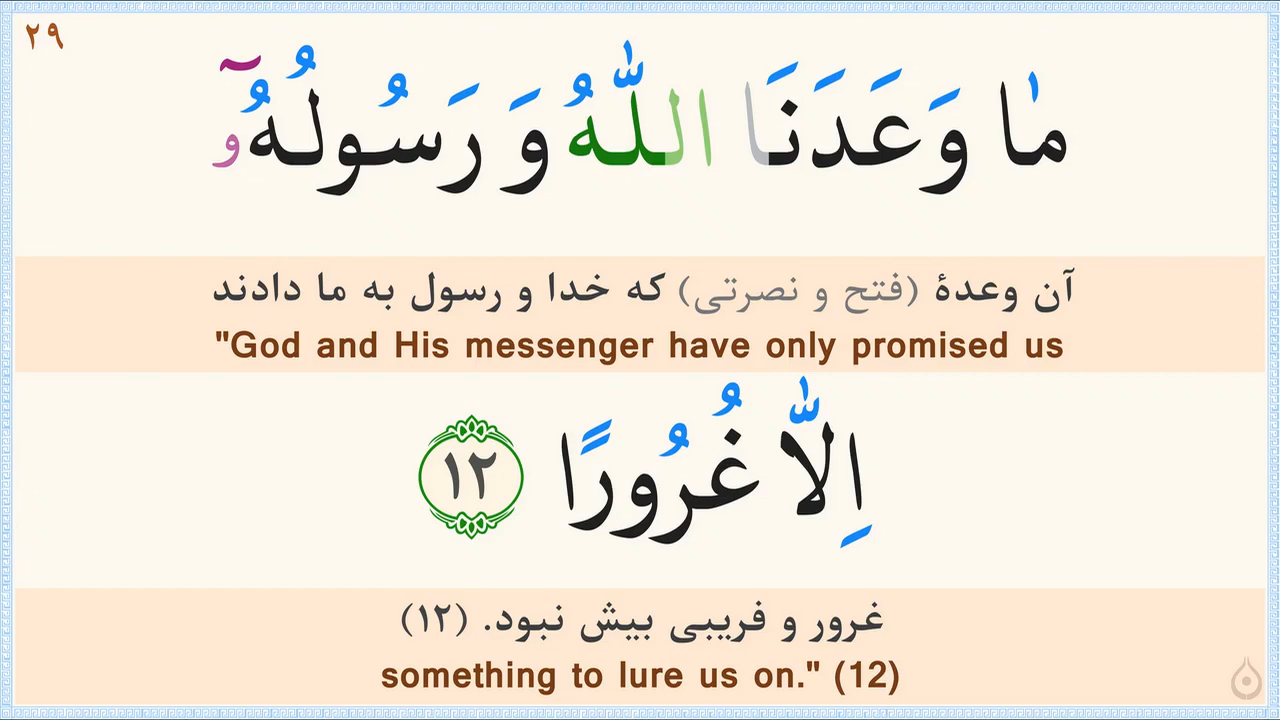 ۲۹
مٰا وَعَدَنَا اللّٰهُ وَ رَسُولُهُۥٓ
آن وعدهٔ (فتح و نصرتی) که خدا و رسول به ما دادند
"God and His messenger have only promised us
اِلّٰا غُرُورًا ۱۲
غرور و فریبی بیش نبود. (۱۲)
something to lure us on." (12)